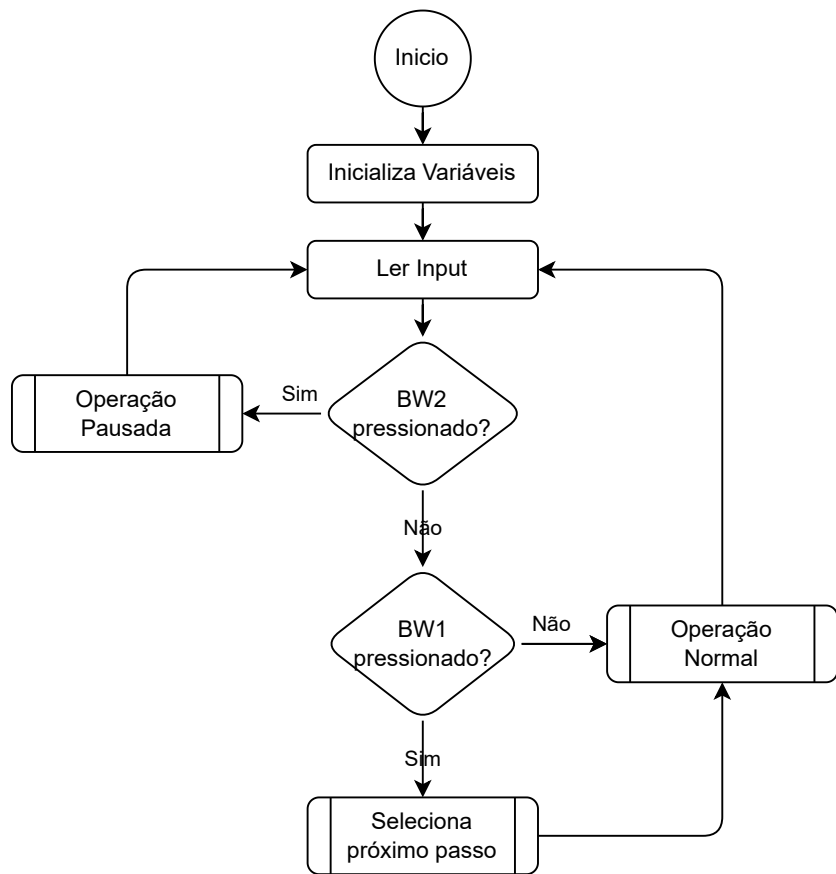 Inicio
Inicializa Variáveis
Ler Input
BW2
pressionado?
Sim
Operação
Pausada
Não
BW1
pressionado?
Não
Operação
Normal
Sim
Seleciona
próximo passo